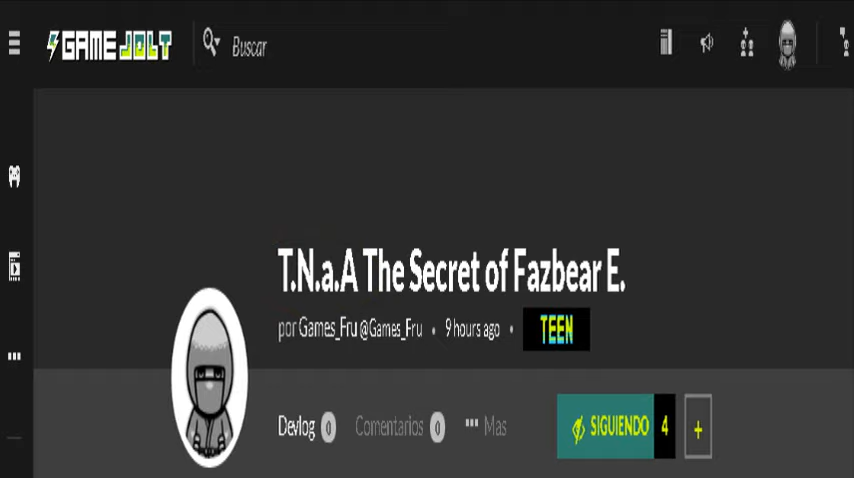 GAME JOLT Buscar
T.N.a.A The Secret of Fazbear E.
por Games_Fru @Games_Fru • 9 hours ago • TEEN
Devlog 0 Comentarios 0 ••• Mas SIGUIENDO 4 +